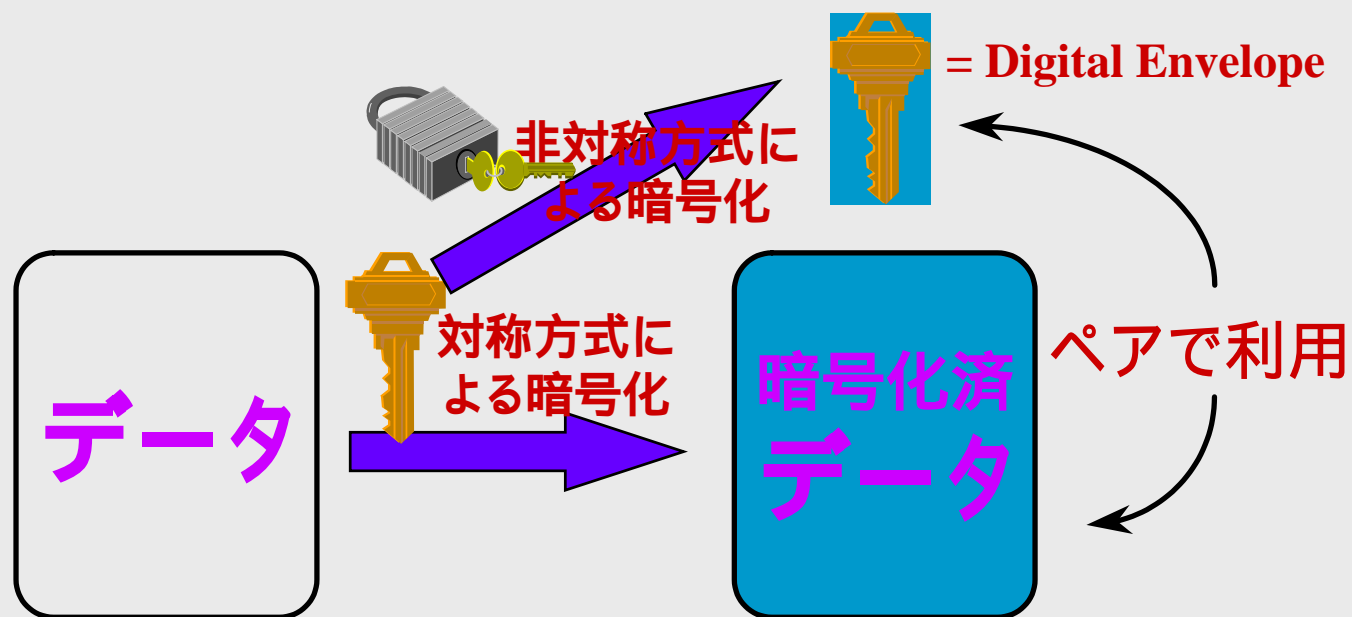 = Digital Envelope
非対称方式に
よる暗号化
対称方式に
よる暗号化
データ
暗号化済
データ
ペアで利用